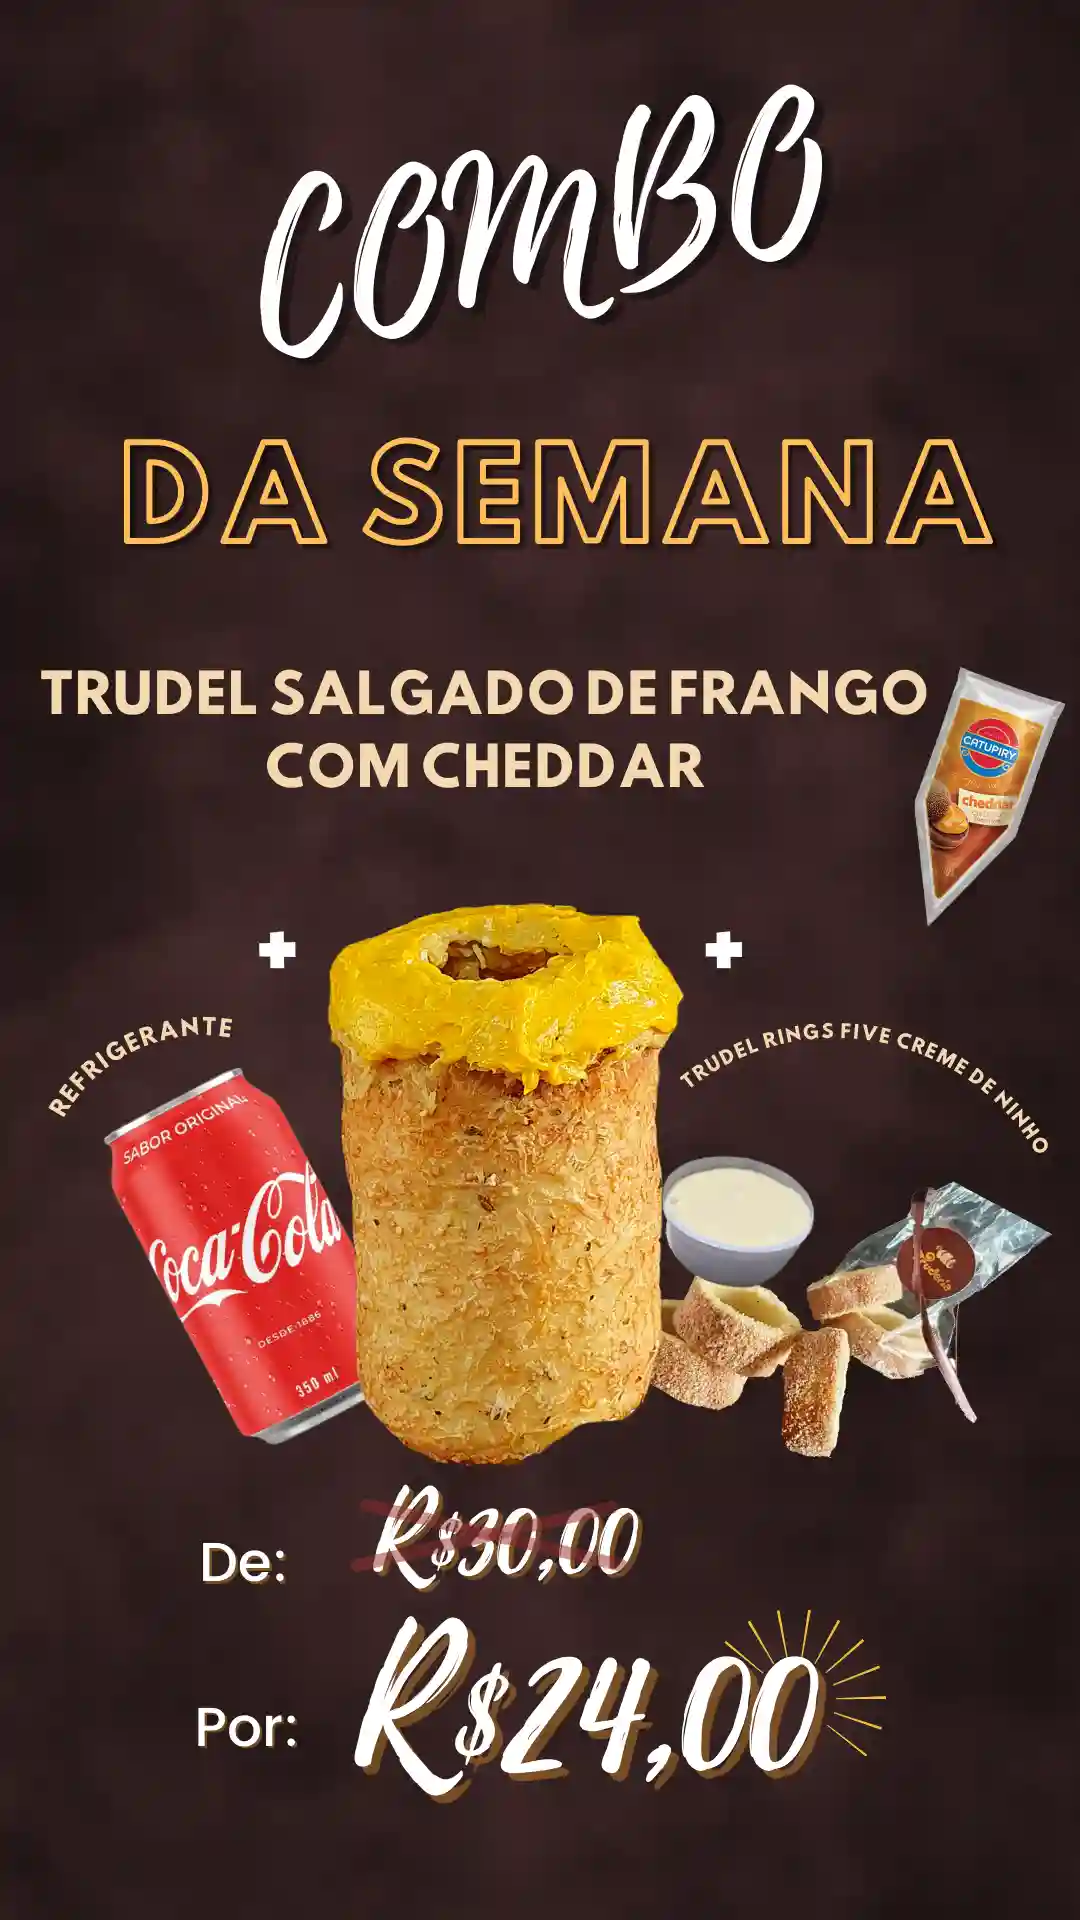 COMBO
DA SEMANA
TRUDEL SALGADO DE FRANGO
COM CHEDDAR
CATUPIRY
cheddar
+
+
REFRIGERANTE
TRUDEL RINGS FIVE CREME DE NINHO
SABOR ORIGINAL
Coca-Cola
DESDE 1886
350 ml
De:
R$30,00
Por:
R$24,00